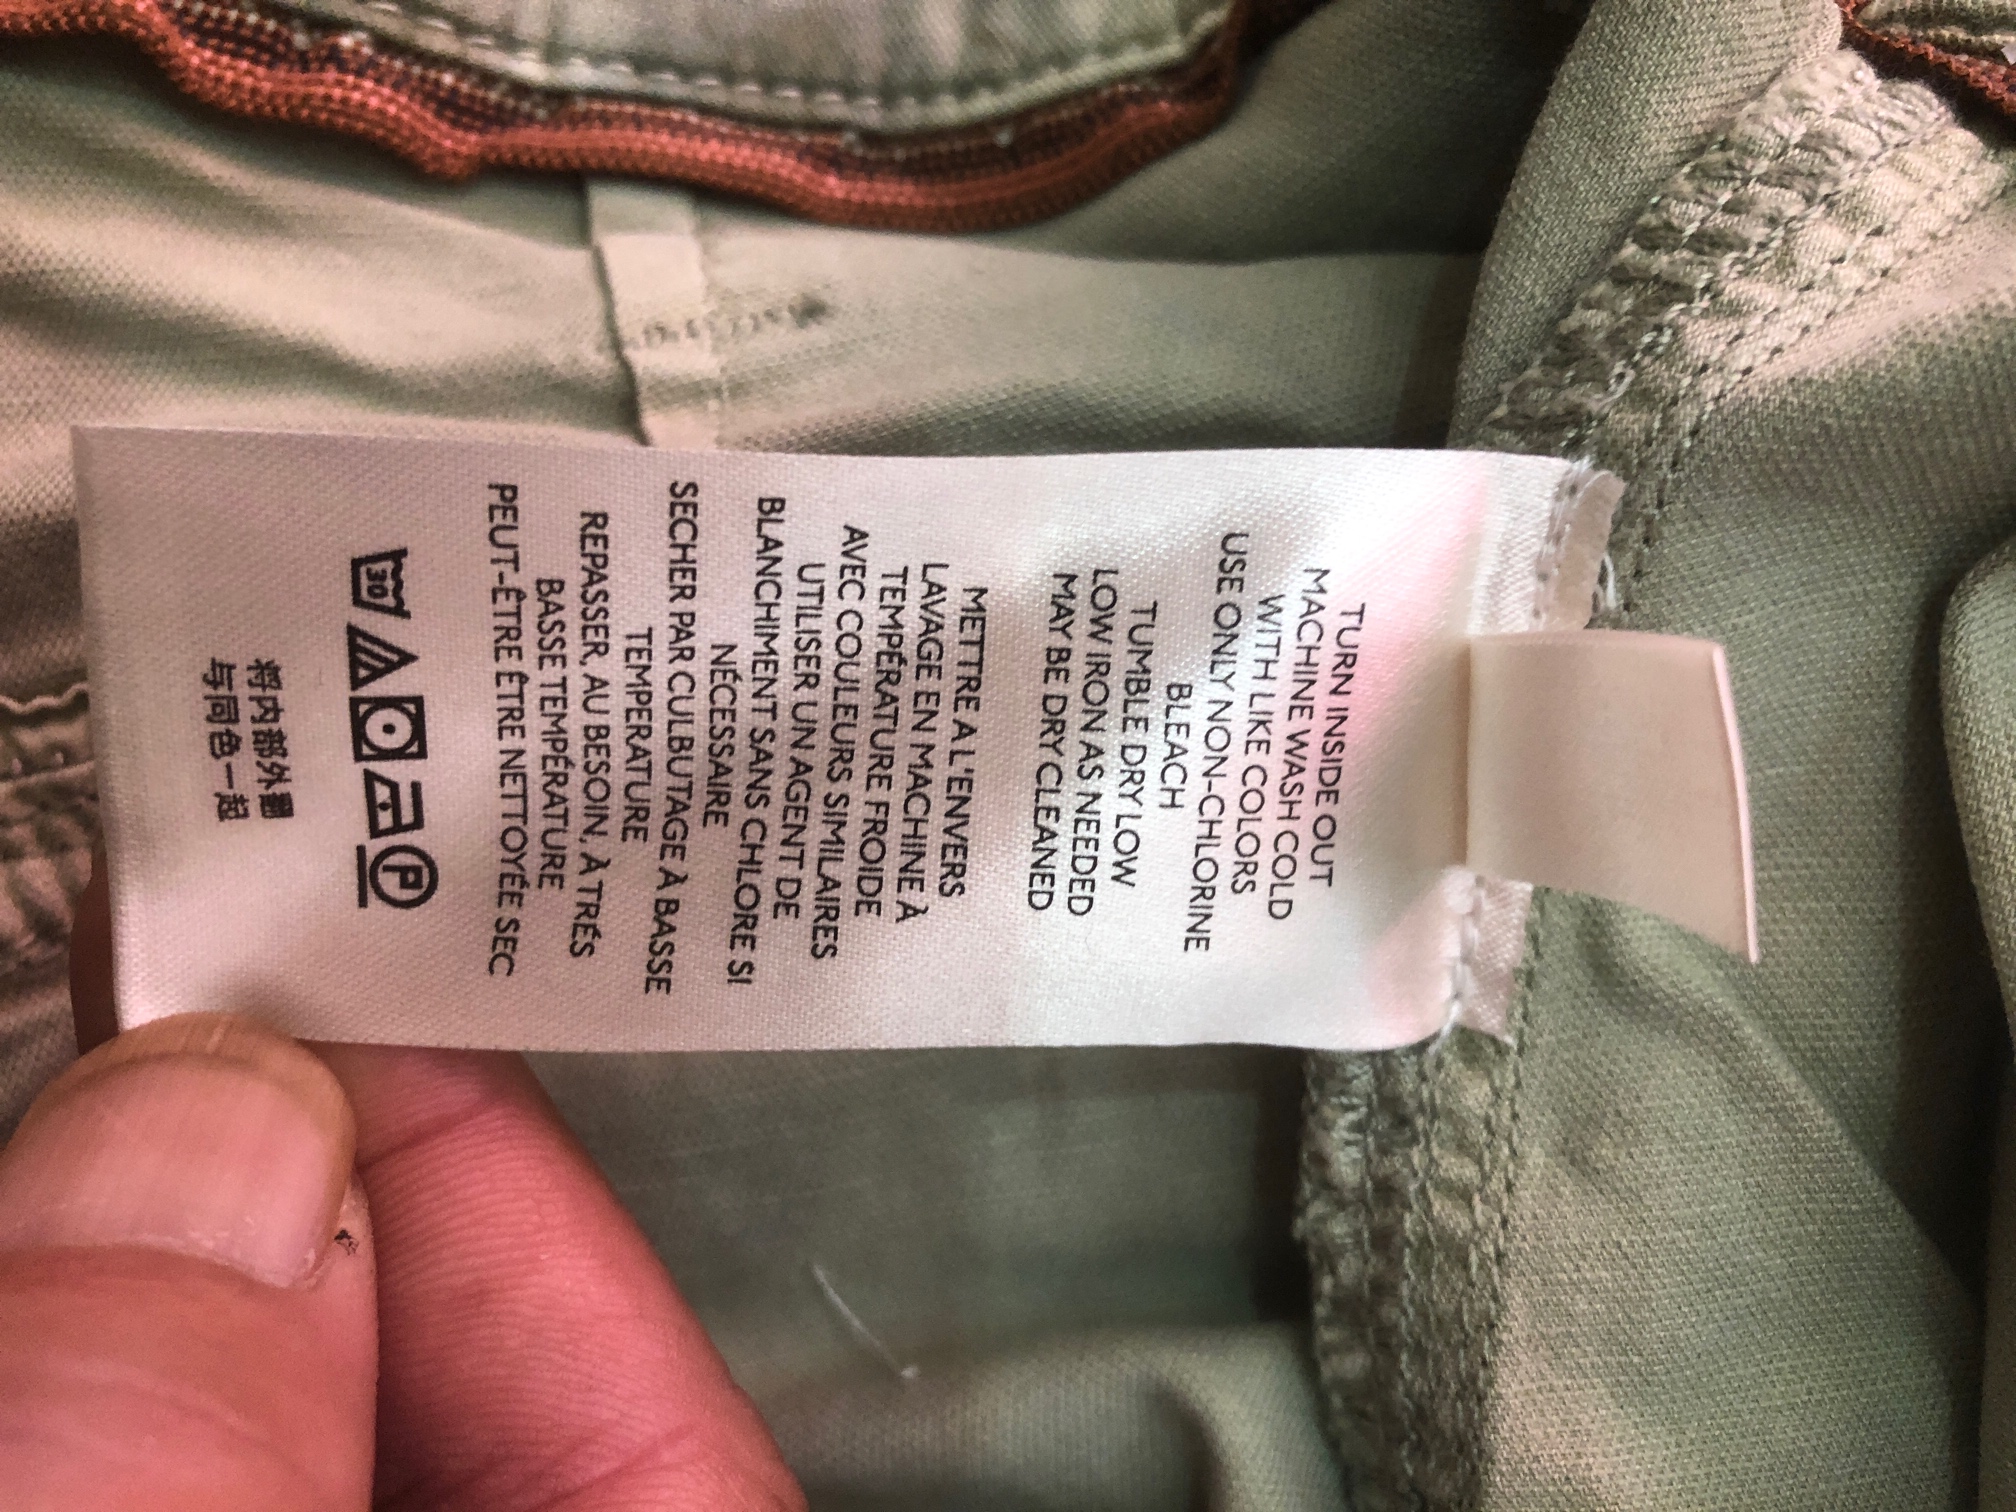 TURN INSIDE OUT
MACHINE WASH COLD
WITH LIKE COLORS
USE ONLY NON-CHLORINE
BLEACH
TUMBLE DRY LOW
LOW IRON AS NEEDED
MAY BE DRY CLEANED
METTRE A L'ENVERS
LAVAGE EN MACHINE À
TEMPÉRATURE FROIDE
AVEC COULEURS SIMILAIRES
UTILISER UN AGENT DE
BLANCHIMENT SANS CHLORE SI
NÉCESSAIRE
SECHER PAR CULBUTAGE À BASSE
TEMPERATURE
REPASSER, AU BESOIN, À TRÉS
BASSE TEMPÉRATURE
PEUT-ÊTRE ÊTRE NETTOYÉE SEC
30 P
将内部外翻
与同色一起